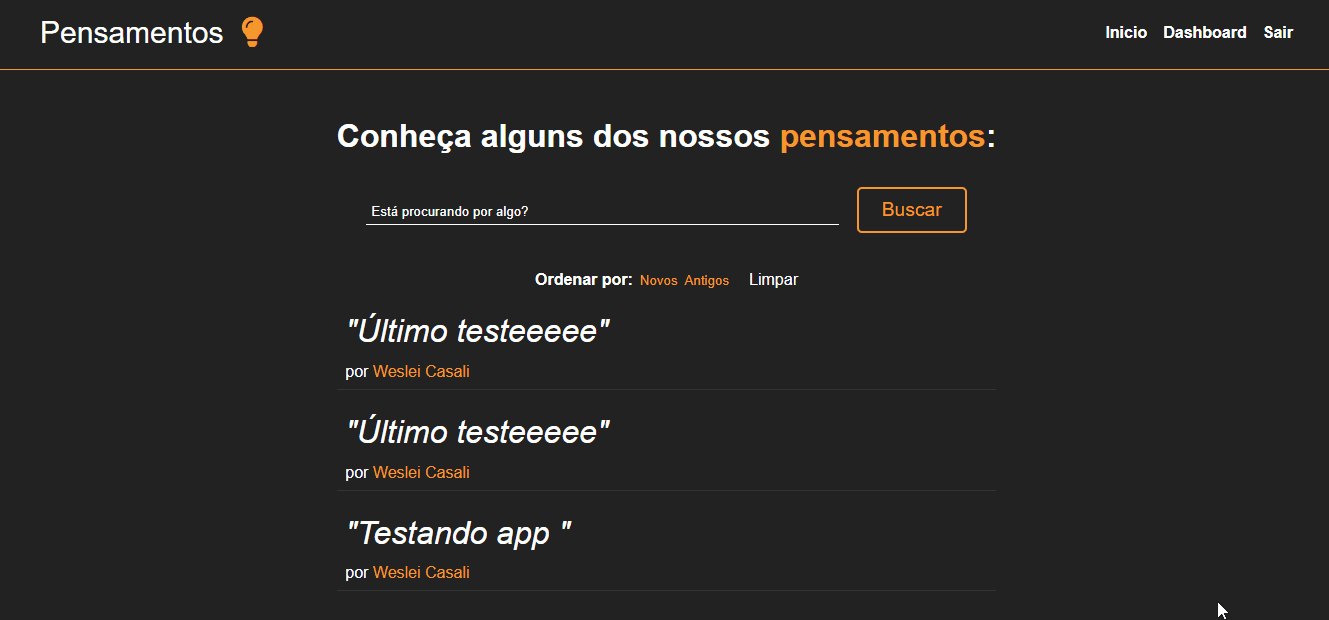 Pensamentos
Inicio Dashboard Sair
Conheça alguns dos nossos pensamentos:
Está procurando por algo?
Buscar
Ordenar por: Novos Antigos Limpar
"Último testeeeee"
por Weslei Casali
"Último testeeeee"
por Weslei Casali
"Testando app "
por Weslei Casali